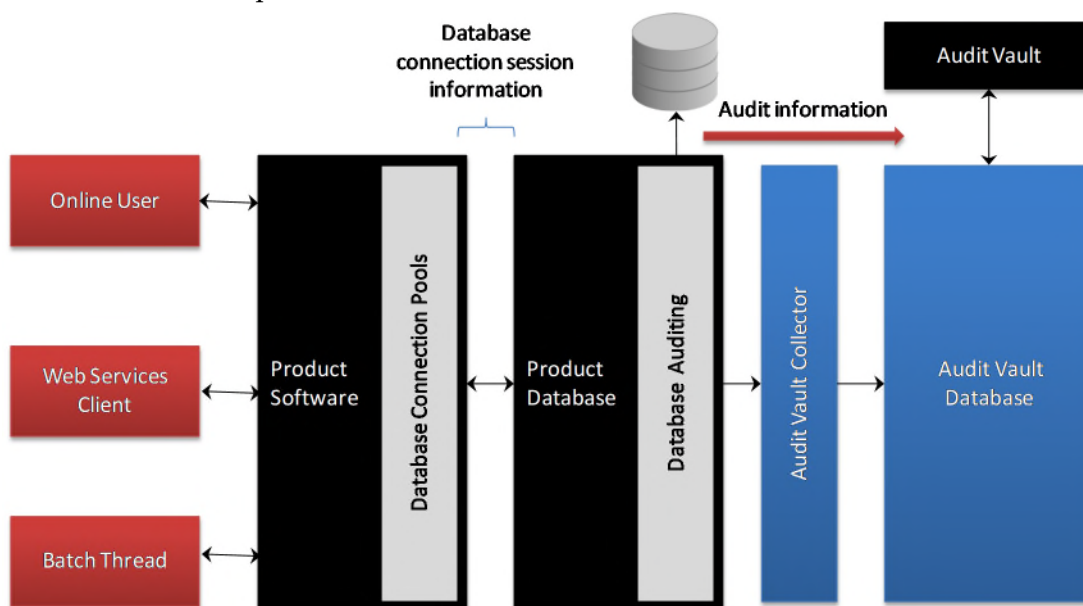 Database
connection session
information
Audit information
Audit Vault
Online User
Web Services
Client
Batch Thread
Product
Software
Database Connection Pools
Product
Database
Database Auditing
Audit Vault Collector
Audit Vault
Database